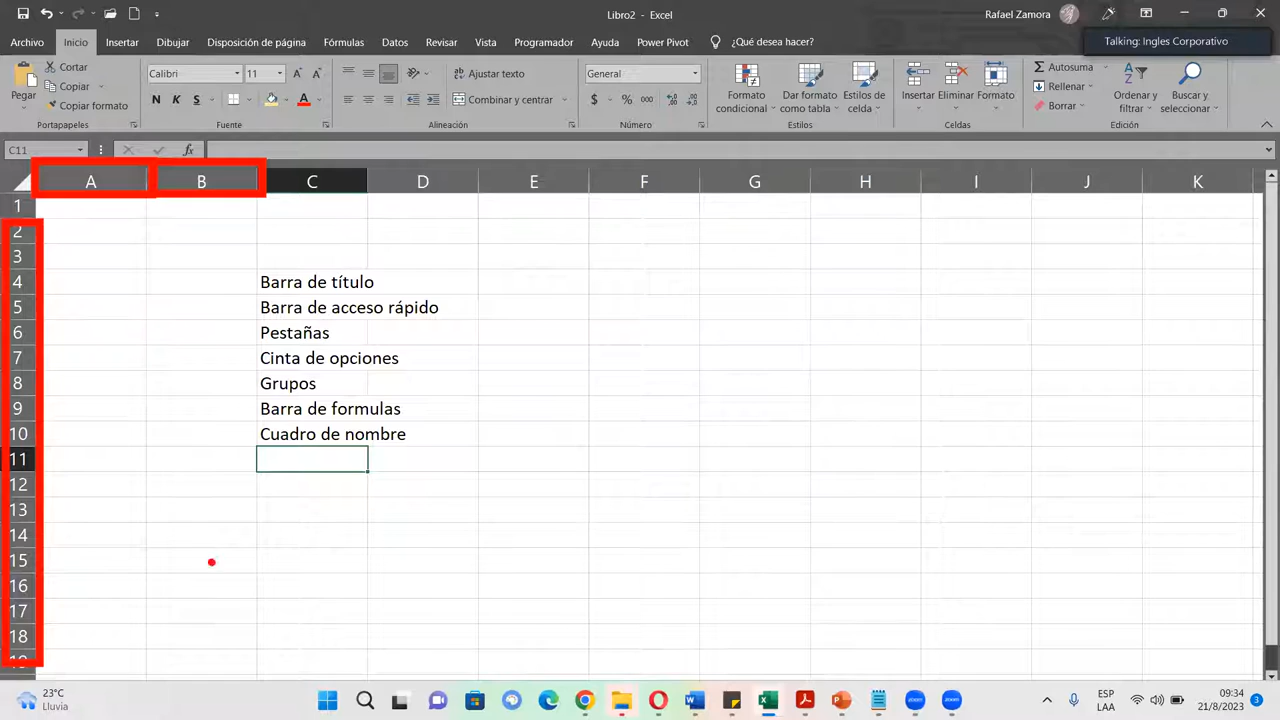 Libro2 - Excel
Rafael Zamora
Archivo Inicio Insertar Dibujar Disposición de página Fórmulas Datos Revisar Vista Programador Ayuda Power Pivot ¿Qué desea hacer?
Talking: Ingles Corporativo
Pegar
Cortar
Copiar
Copiar formato
Portapapeles
Calibri 11
N K S
Fuente
Ajustar texto
Combinar y centrar
Alineación
General
$ % 000
Número
Formato condicional
Dar formato como tabla
Estilos de celda
Estilos
Insertar Eliminar Formato
Celdas
Autosuma
Rellenar
Borrar
Ordenar y filtrar
Buscar y seleccionar
Edición
C11 fx
A B C D E F G H I J K
1
2
3
4 Barra de título
5 Barra de acceso rápido
6 Pestañas
7 Cinta de opciones
8 Grupos
9 Barra de formulas
10 Cuadro de nombre
11
12
13
14
15
16
17
18
23°C
Lluvia
ESP
LAA
09:34
21/8/2023
3